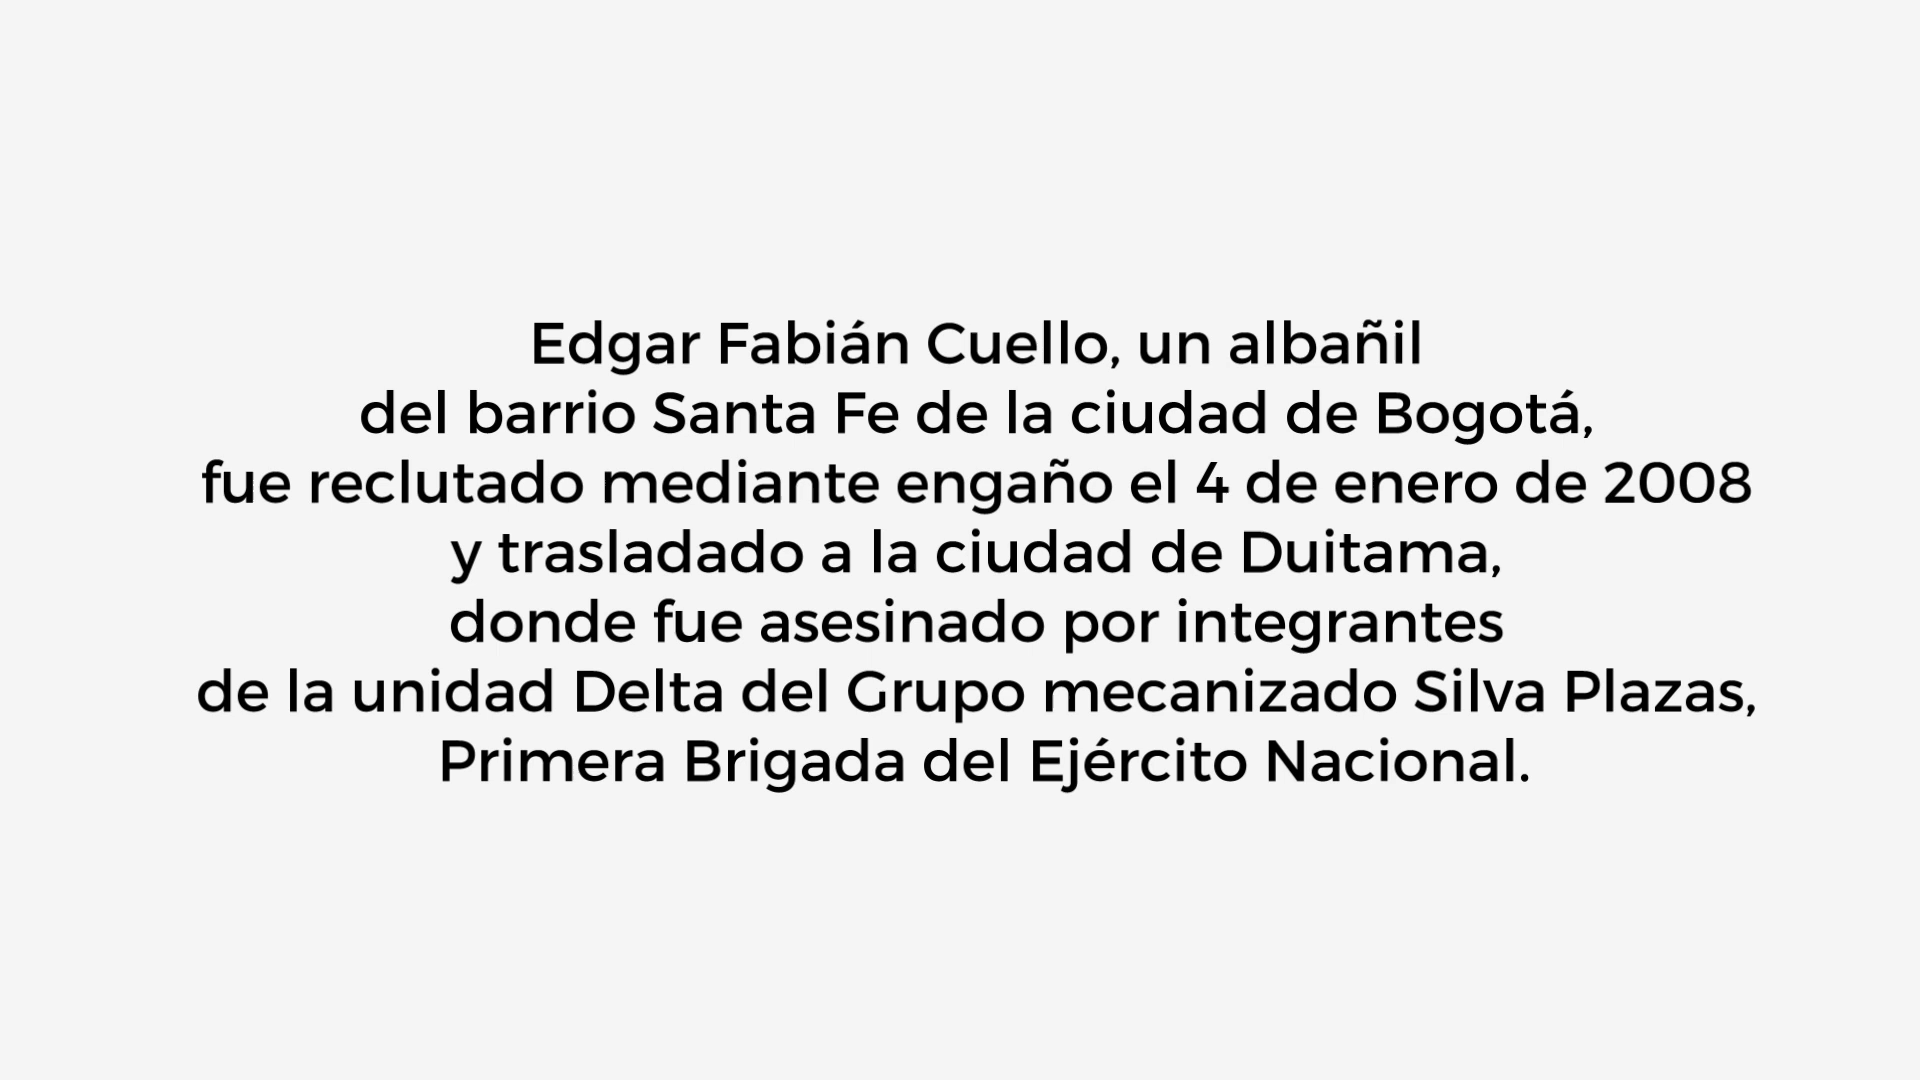 Edgar Fabián Cuello, un albañil
del barrio Santa Fe de la ciudad de Bogotá,
fue reclutado mediante engaño el 4 de enero de 2008
y trasladado a la ciudad de Duitama,
donde fue asesinado por integrantes
de la unidad Delta del Grupo mecanizado Silva Plazas,
Primera Brigada del Ejército Nacional.